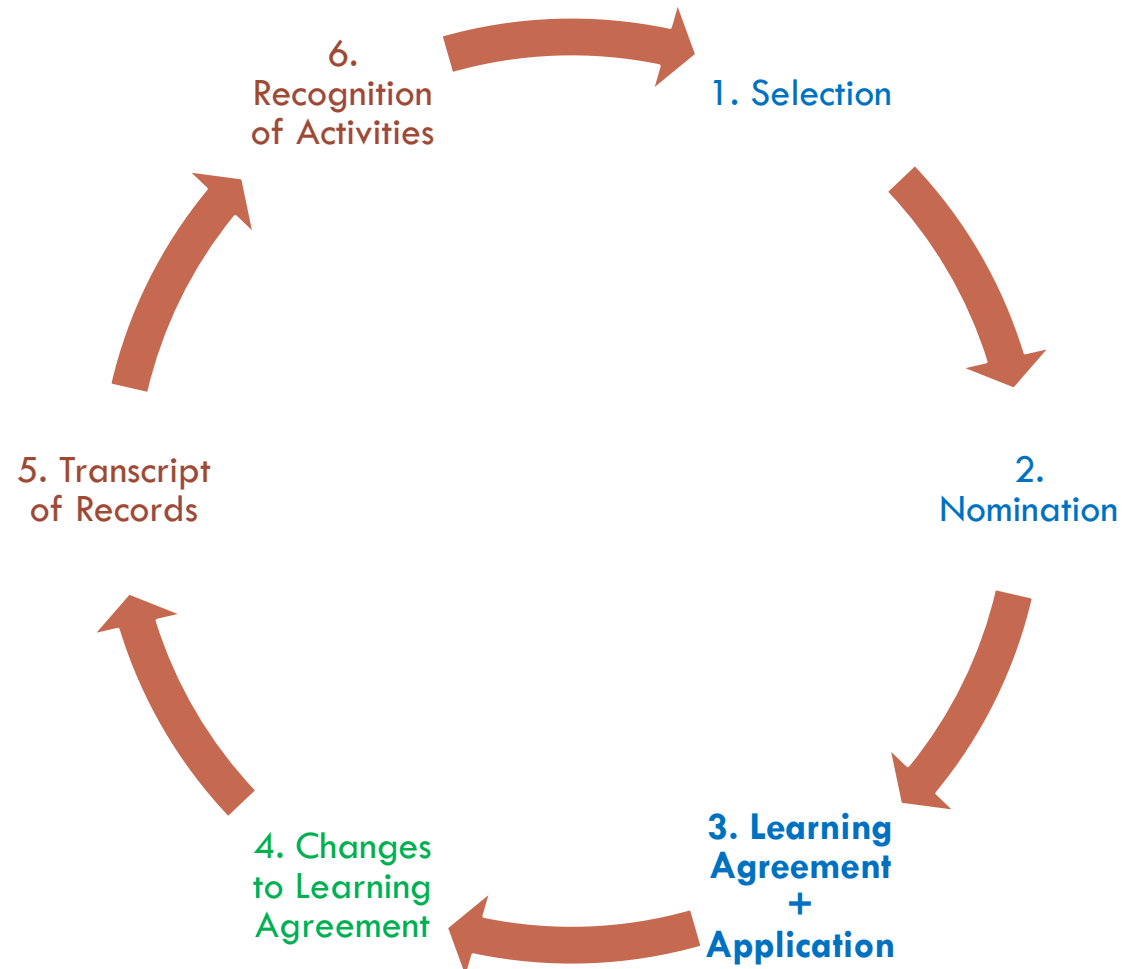 1. Selection
2.
Nomination
3. Learning
Agreement
+
Application
4. Changes
to Learning
Agreement
5. Transcript
of Records
6.
Recognition
of Activities